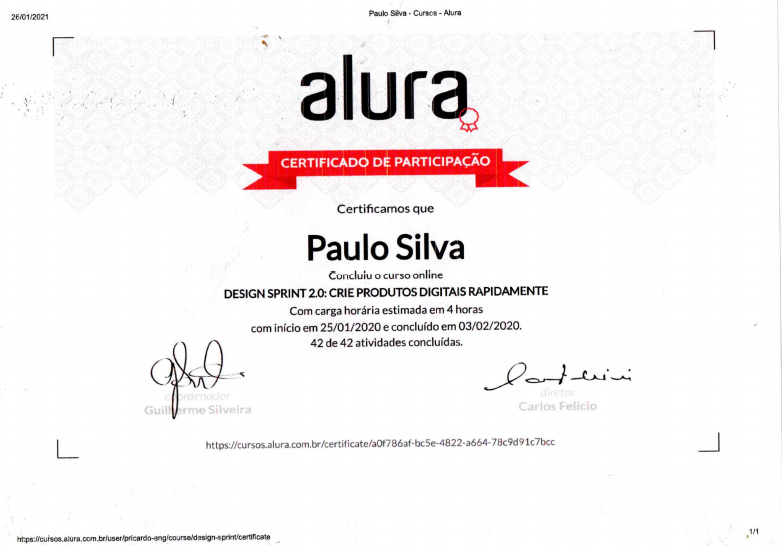 26/01/2021
Paulo Silva - Cursos - Alura
alura
CERTIFICADO DE PARTICIPAÇÃO
Certificamos que
Paulo Silva
Concluiu o curso online
DESIGN SPRINT 2.0: CRIE PRODUTOS DIGITAIS RAPIDAMENTE
Com carga horária estimada em 4 horas
com início em 25/01/2020 e concluído em 03/02/2020.
42 de 42 atividades concluídas.
coordenador
Guilherme Silveira
diretor
Carlos Felício
https://cursos.alura.com.br/certificate/a0f786af-bc5e-4822-a664-78c9d91c7bcc
https://cursos.alura.com.br/user/pricardo-eng/course/design-sprint/certificate
1/1